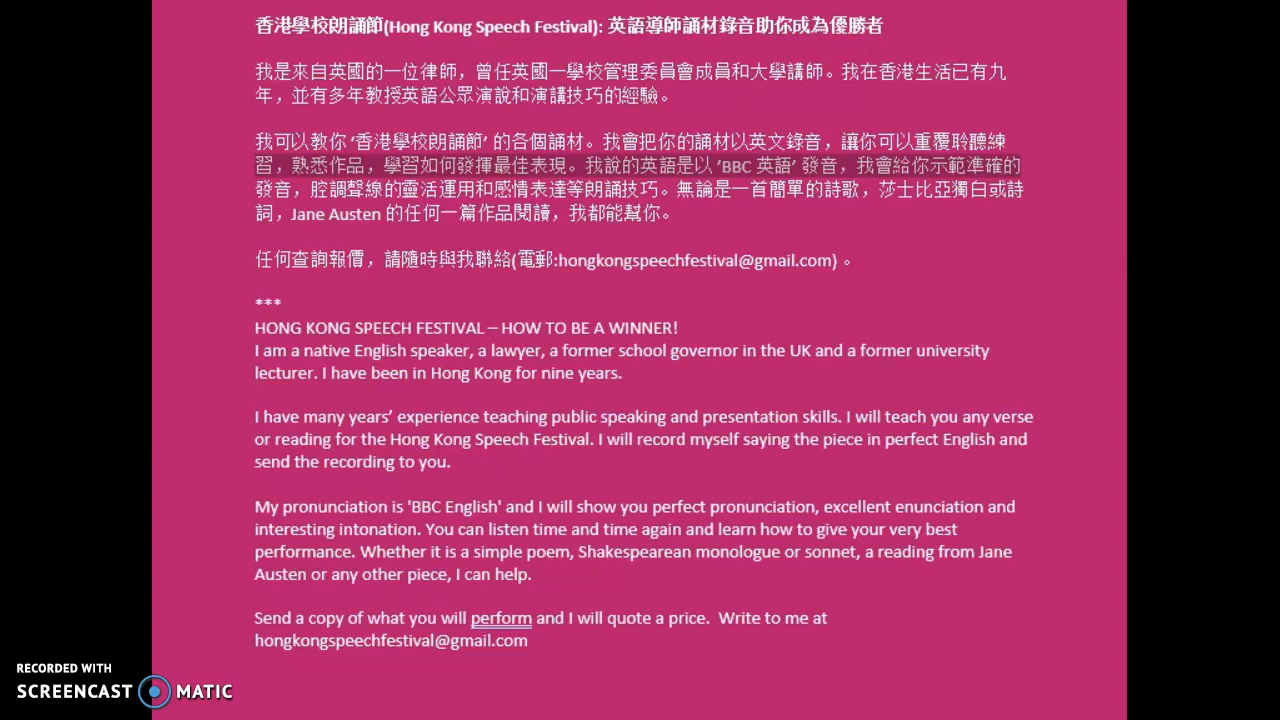 香港學校朗誦節(Hong Kong Speech Festival): 英語導師誦材錄音助你成為優勝者
我是來自英國的一位律師，曾任英國一學校管理委員會成員和大學講師。我在香港生活已有九
年，並有多年教授英語公眾演說和演講技巧的經驗。
我可以教你 ‘香港學校朗誦節’ 的各個誦材。我會把你的誦材以英文錄音，讓你可以重覆聆聽練
習，熟悉作品，學習如何發揮最佳表現。我說的英語是以 ’BBC 英語’ 發音，我會給你示範準確的
發音，腔調聲線的靈活運用和感情表達等朗誦技巧。無論是一首簡單的詩歌，莎士比亞獨白或詩
詞，Jane Austen 的任何一篇作品閱讀，我都能幫你。
任何查詢報價，請隨時與我聯絡(電郵:hongkongspeechfestival@gmail.com) 。
***
HONG KONG SPEECH FESTIVAL – HOW TO BE A WINNER!
I am a native English speaker, a lawyer, a former school governor in the UK and a former university
lecturer. I have been in Hong Kong for nine years.
I have many years’ experience teaching public speaking and presentation skills. I will teach you any verse
or reading for the Hong Kong Speech Festival. I will record myself saying the piece in perfect English and
send the recording to you.
My pronunciation is 'BBC English' and I will show you perfect pronunciation, excellent enunciation and
interesting intonation. You can listen time and time again and learn how to give your very best
performance. Whether it is a simple poem, Shakespearean monologue or sonnet, a reading from Jane
Austen or any other piece, I can help.
Send a copy of what you will perform and I will quote a price.  Write to me at
hongkongspeechfestival@gmail.com
RECORDED WITH
SCREENCAST MATIC